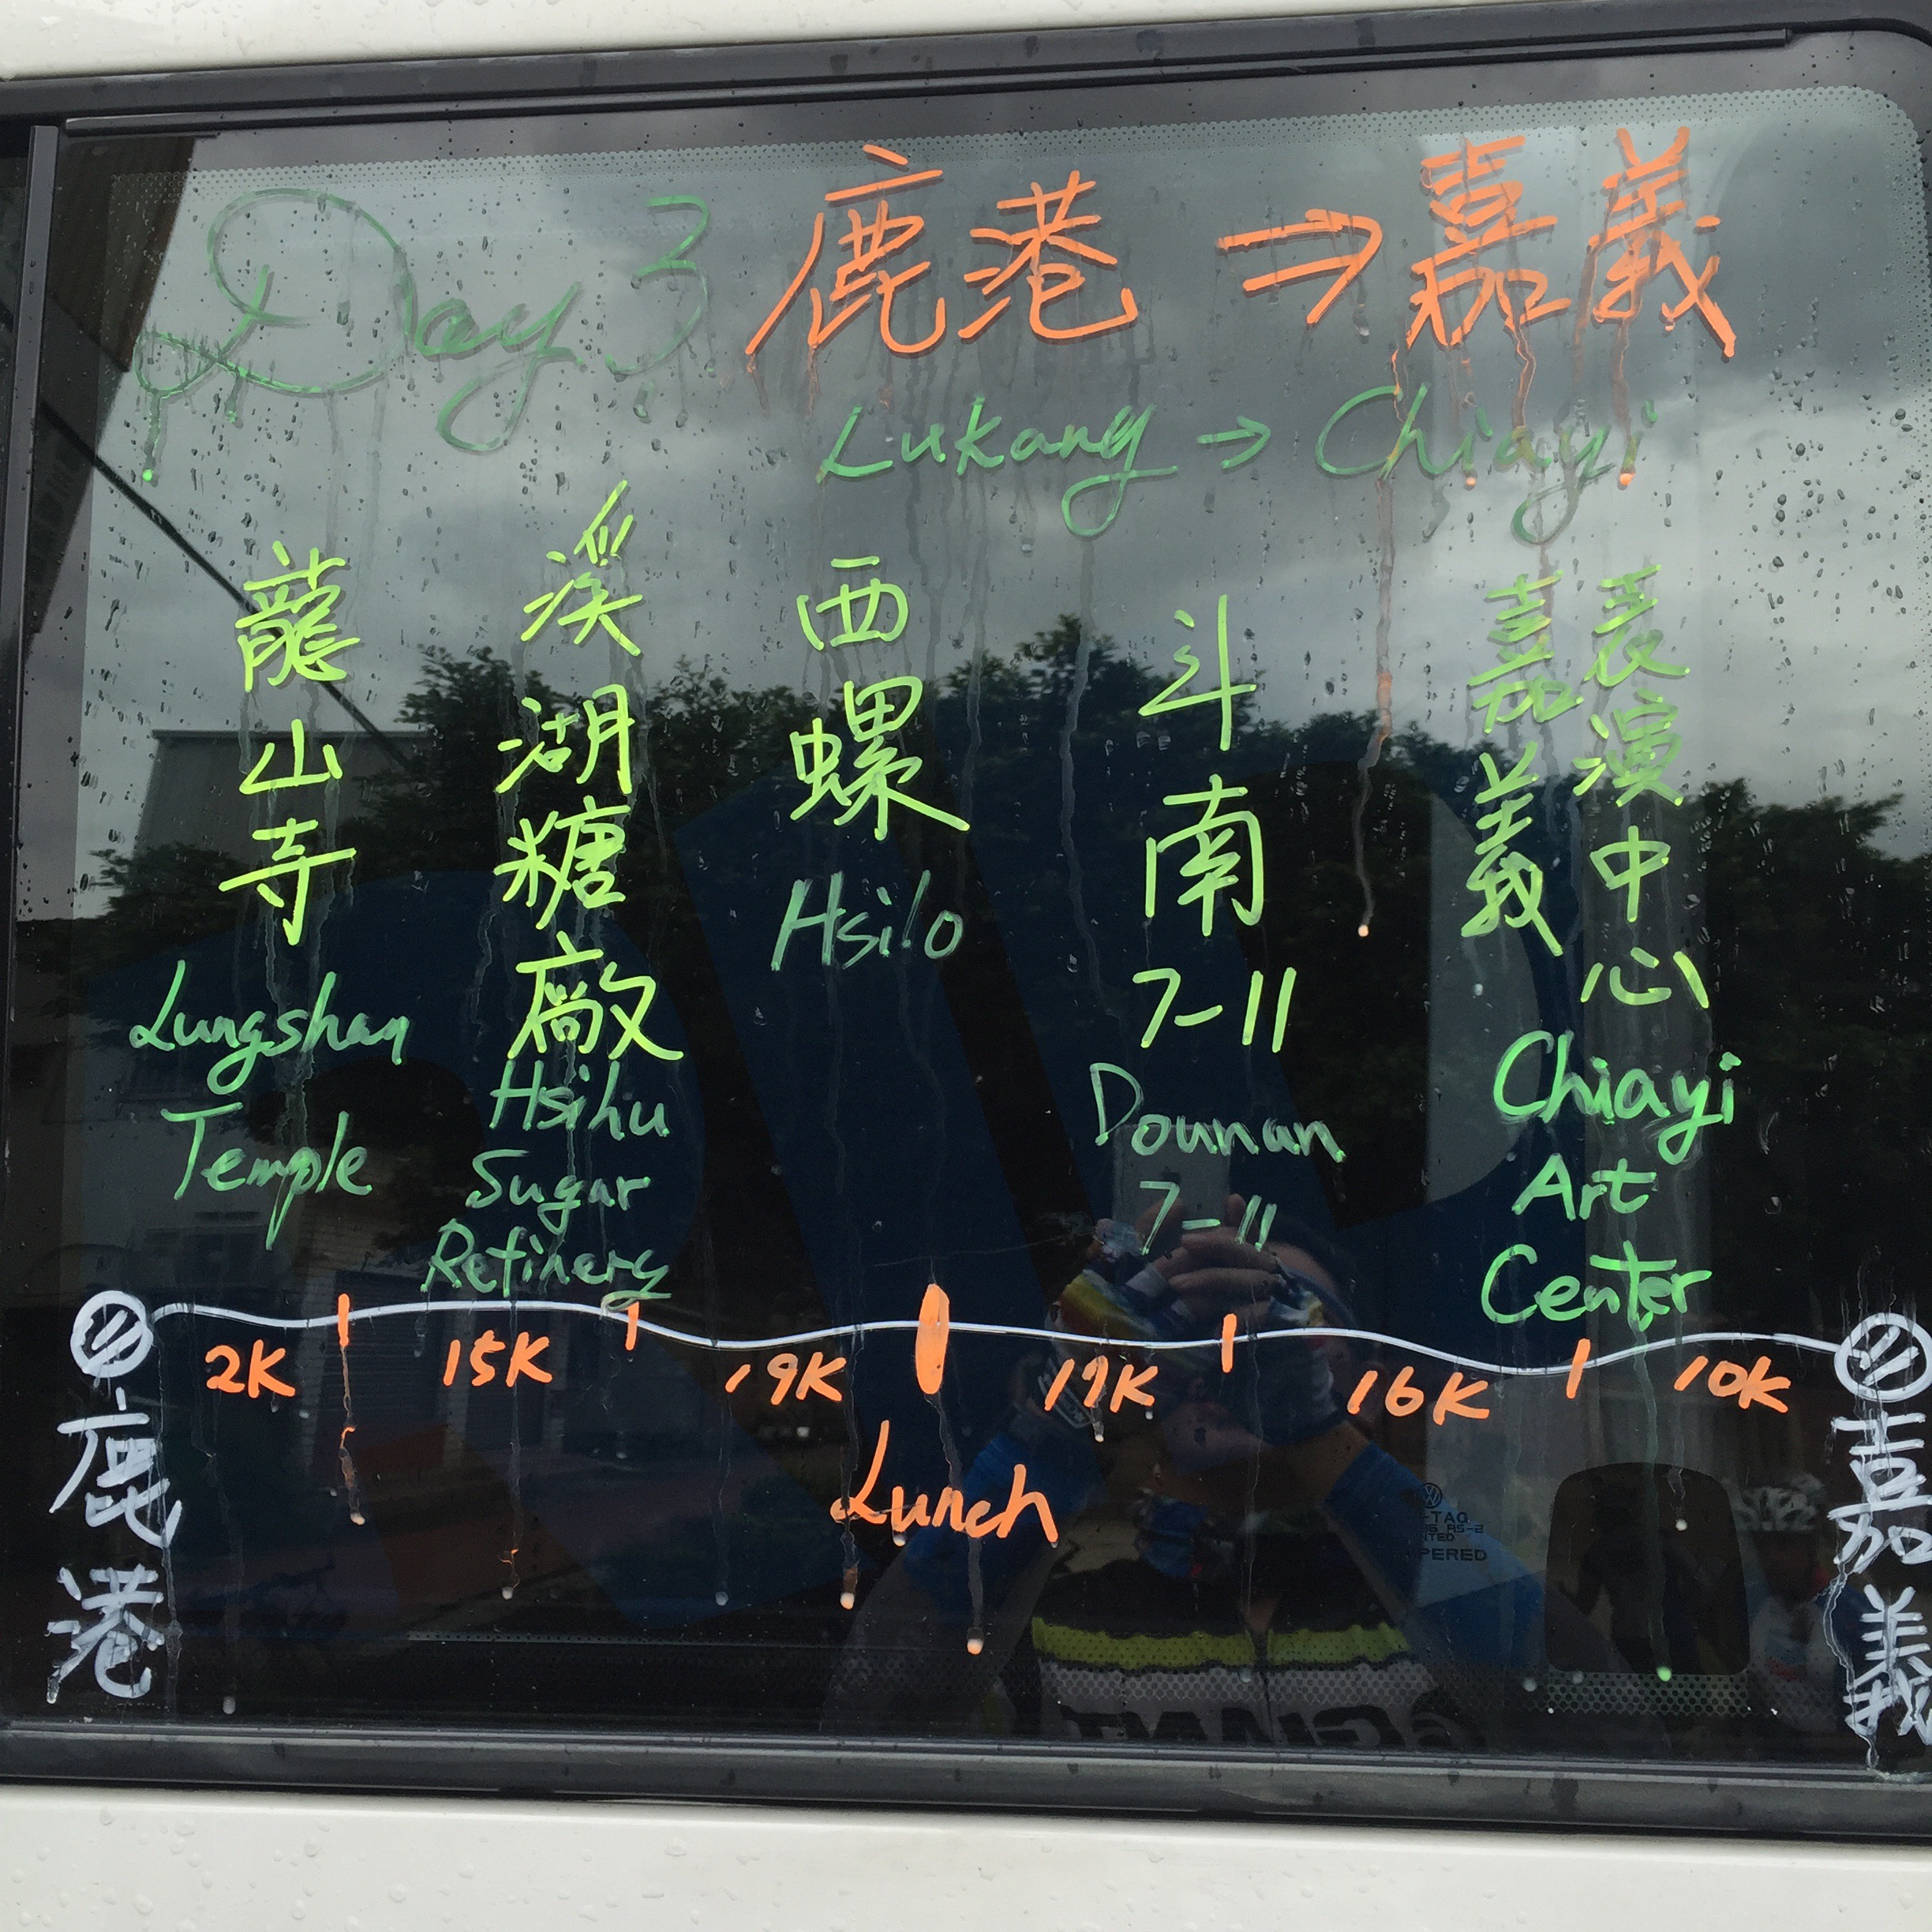 Day 3 鹿港 → 嘉義
Lukang → Chiayi
龍山寺
Lungshan
Temple
溪湖糖廠
Hsihu
Sugar
Refinery
西螺
Hsilo
斗南
7-11
Dounan
7-11
嘉義
表演中心
Chiayi
Art
Center
2K 15K 19K 17K 16K 10K
Lunch
鹿港
嘉義
GIANT